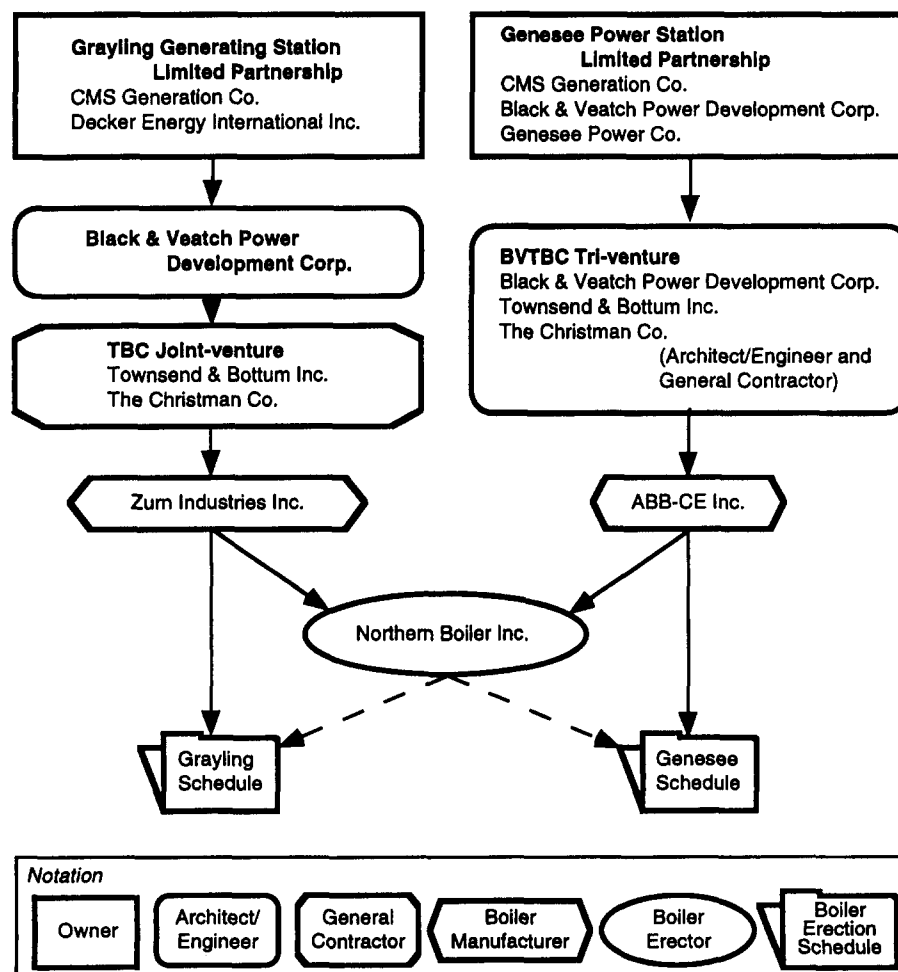 Grayling Generating Station
Limited Partnership
CMS Generation Co.
Decker Energy International Inc.
Genesee Power Station
Limited Partnership
CMS Generation Co.
Black & Veatch Power Development Corp.
Genesee Power Co.
Black & Veatch Power
Development Corp.
BVTBC Tri-venture
Black & Veatch Power Development Corp.
Townsend & Bottum Inc.
The Christman Co.
(Architect/Engineer and
General Contractor)
TBC Joint-venture
Townsend & Bottum Inc.
The Christman Co.
Zurn Industries Inc.
ABB-CE Inc.
Northern Boiler Inc.
Grayling
Schedule
Genesee
Schedule
Notation
Owner
Architect/
Engineer
General
Contractor
Boiler
Manufacturer
Boiler
Erector
Boiler
Erection
Schedule